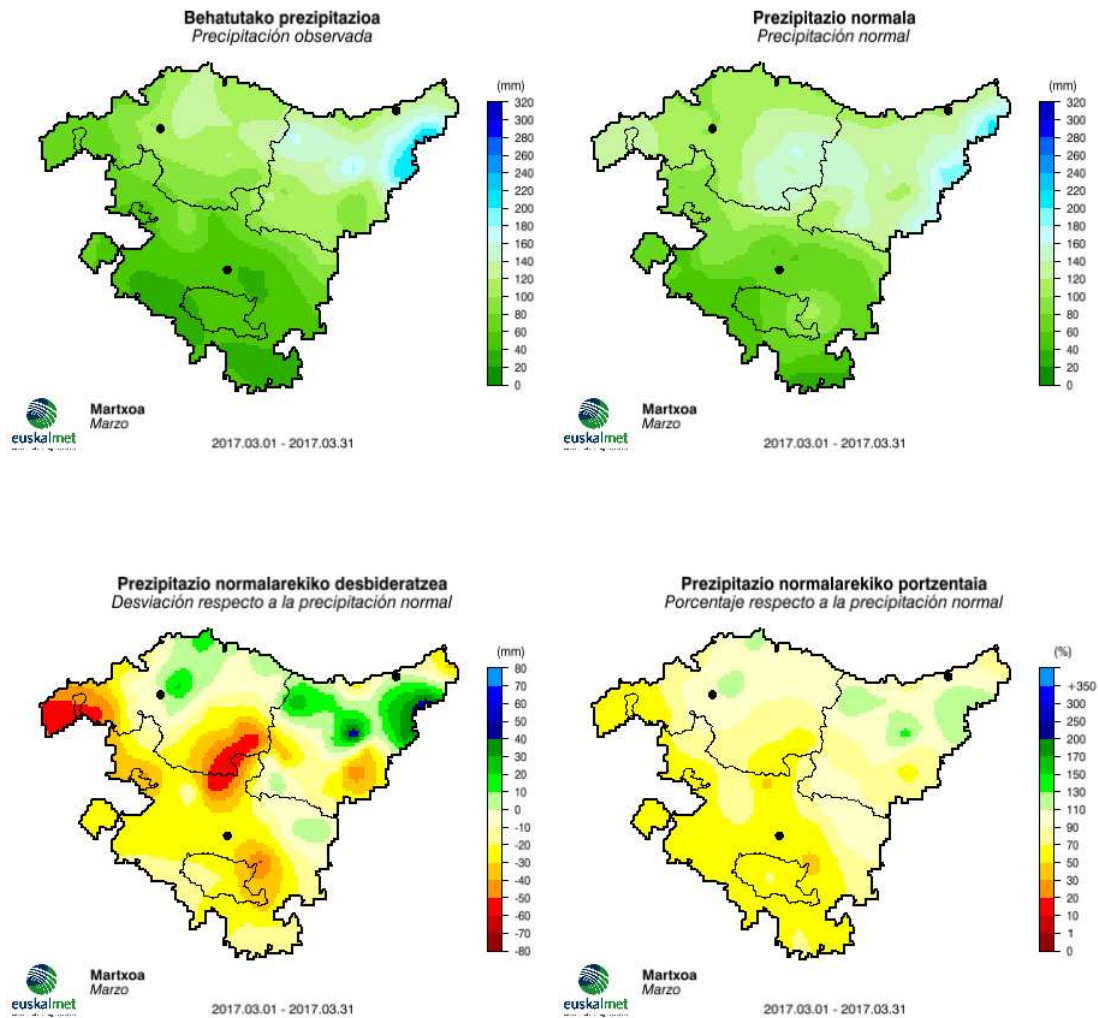 Behatutako prezipitazioa
Precipitación observada
(mm)
320
280
260
240
220
200
180
160
140
120
100
80
60
40
20
0
euskalmet
Martxoa
Marzo
2017.03.01 - 2017.03.31
Prezipitazio normala
Precipitación normal
(mm)
320
280
260
240
220
200
180
160
140
120
100
80
60
40
20
0
euskalmet
Martxoa
Marzo
2017.03.01 - 2017.03.31
Prezipitazio normalarekiko desbideratzea
Desviación respecto a la precipitación normal
(mm)
80
70
60
50
40
30
20
10
0
-10
-20
-30
-40
-50
-60
-70
-80
euskalmet
Martxoa
Marzo
2017.03.01 - 2017.03.31
Prezipitazio normalarekiko portzentaia
Porcentaje respecto a la precipitación normal
(%)
+350
300
250
200
170
150
130
110
90
70
50
30
20
10
1
0
euskalmet
Martxoa
Marzo
2017.03.01 - 2017.03.31